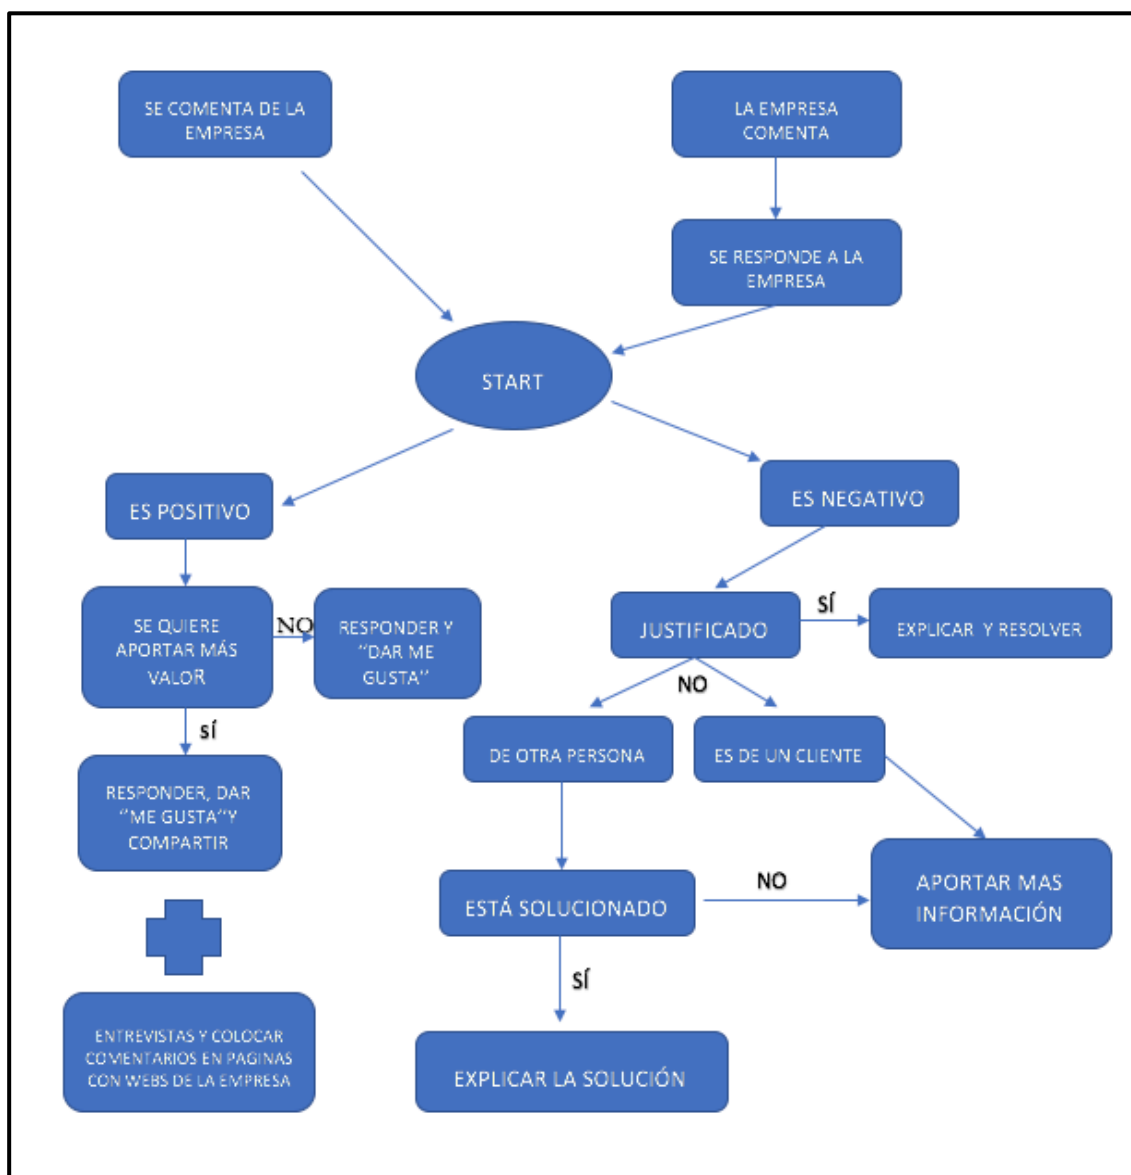 SE COMENTA DE LA
EMPRESA
LA EMPRESA
COMENTA
SE RESPONDE A LA
EMPRESA
START
ES POSITIVO
ES NEGATIVO
SE QUIERE
APORTAR MÁS
VALOR
NO
RESPONDER Y
“DAR ME
GUSTA”
JUSTIFICADO
SÍ
EXPLICAR Y RESOLVER
NO
SÍ
DE OTRA PERSONA
ES DE UN CLIENTE
RESPONDER, DAR
“ME GUSTA”Y
COMPARTIR
ESTÁ SOLUCIONADO
NO
APORTAR MAS
INFORMACIÓN
SÍ
ENTREVISTAS Y COLOCAR
COMENTARIOS EN PAGINAS
CON WEBS DE LA EMPRESA
EXPLICAR LA SOLUCIÓN